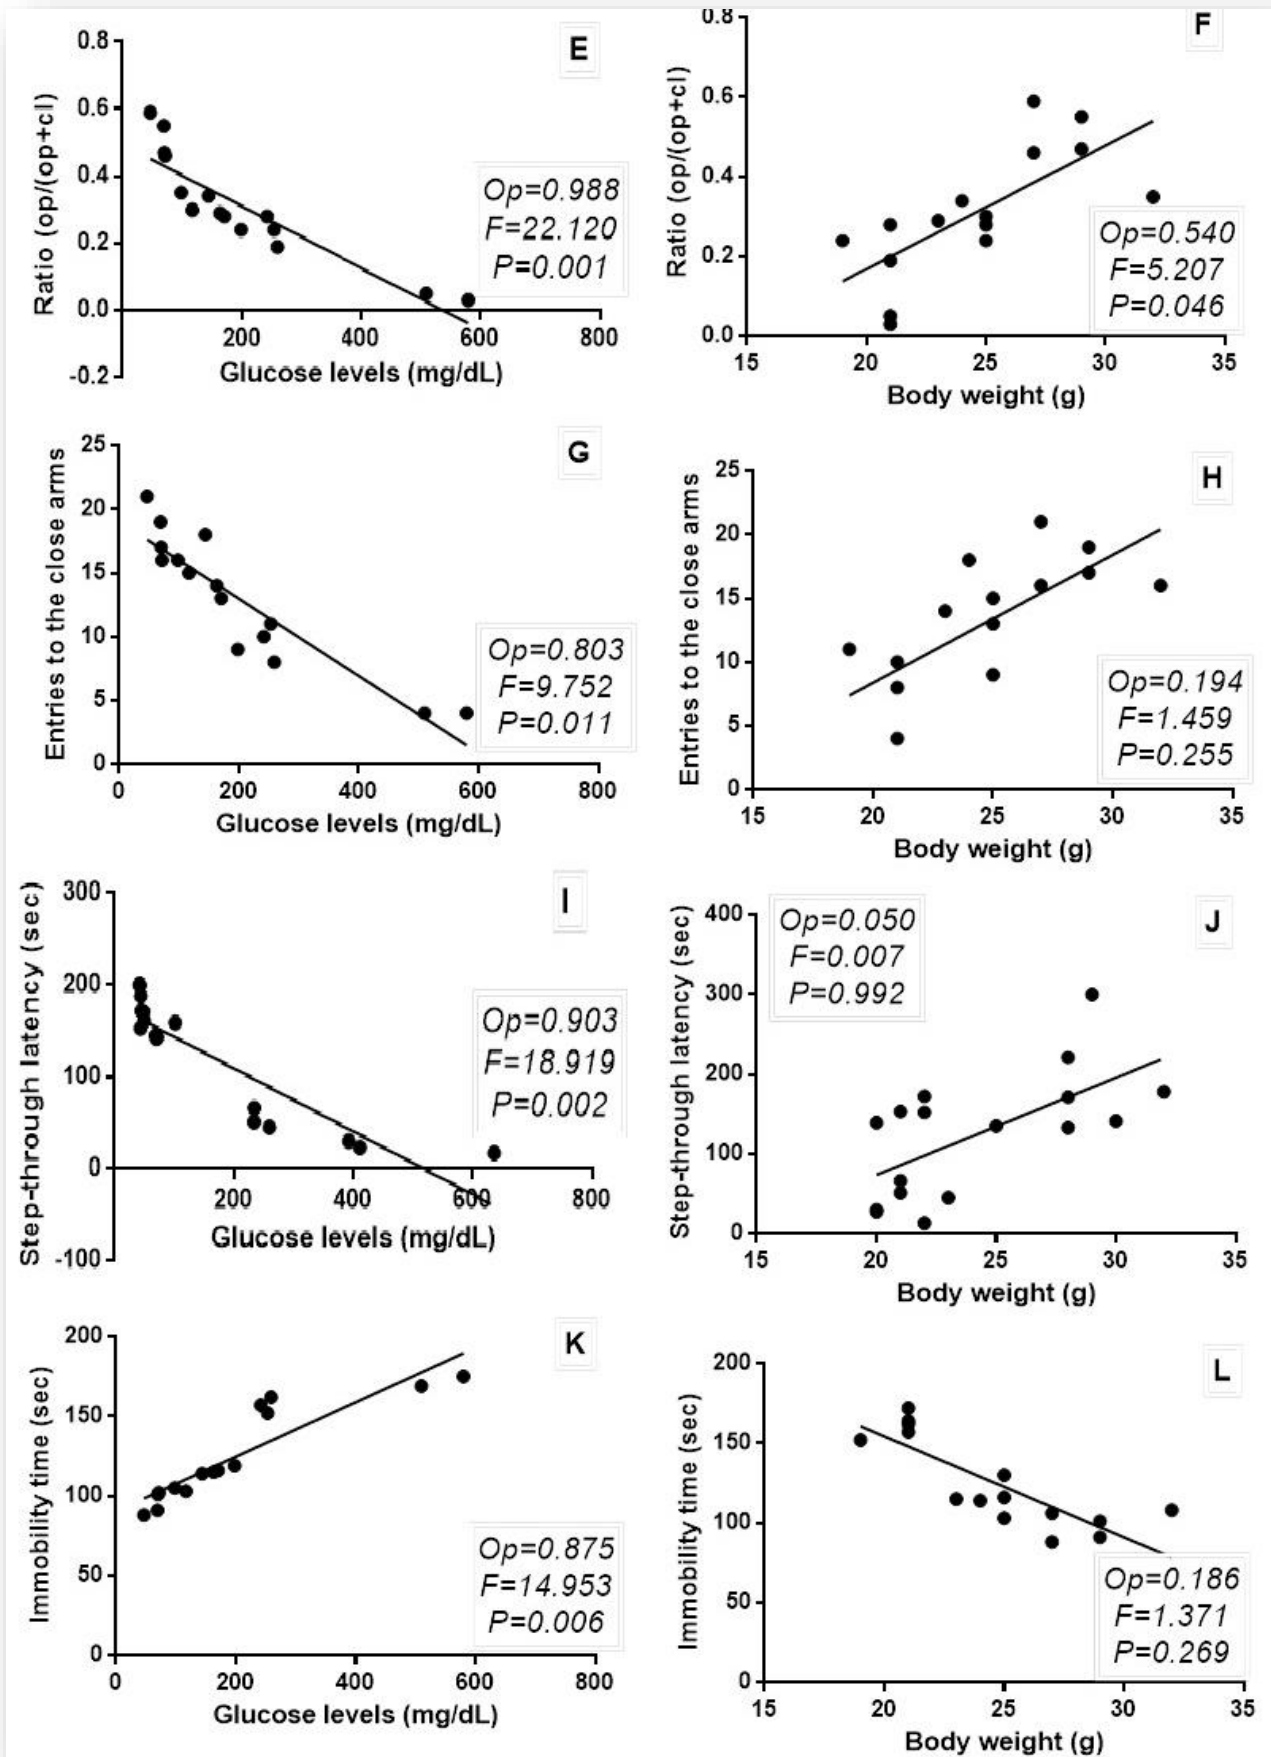 E
0.8
0.6
0.4
0.2
0.0
-0.2
Ratio (op/(op+cl)
200
400
600
800
Glucose levels (mg/dL)
Op=0.988
F=22.120
P=0.001
F
0.8
0.6
0.4
0.2
0.0
Ratio (op/(op+cl)
15
20
25
30
35
Body weight (g)
Op=0.540
F=5.207
P=0.046
G
25
20
15
10
5
0
Entries to the close arms
0
200
400
600
800
Glucose levels (mg/dL)
Op=0.803
F=9.752
P=0.011
H
25
20
15
10
5
0
Entries to the close arms
15
20
25
30
35
Body weight (g)
Op=0.194
F=1.459
P=0.255
I
300
200
100
0
-100
Step-through latency (sec)
200
400
600
800
Glucose levels (mg/dL)
Op=0.903
F=18.919
P=0.002
J
400
300
200
100
0
Step-through latency (sec)
15
20
25
30
35
Body weight (g)
Op=0.050
F=0.007
P=0.992
K
200
150
100
50
0
Immobility time (sec)
0
200
400
600
800
Glucose levels (mg/dL)
Op=0.875
F=14.953
P=0.006
L
200
150
100
50
0
Immobility time (sec)
15
20
25
30
35
Body weight (g)
Op=0.186
F=1.371
P=0.269